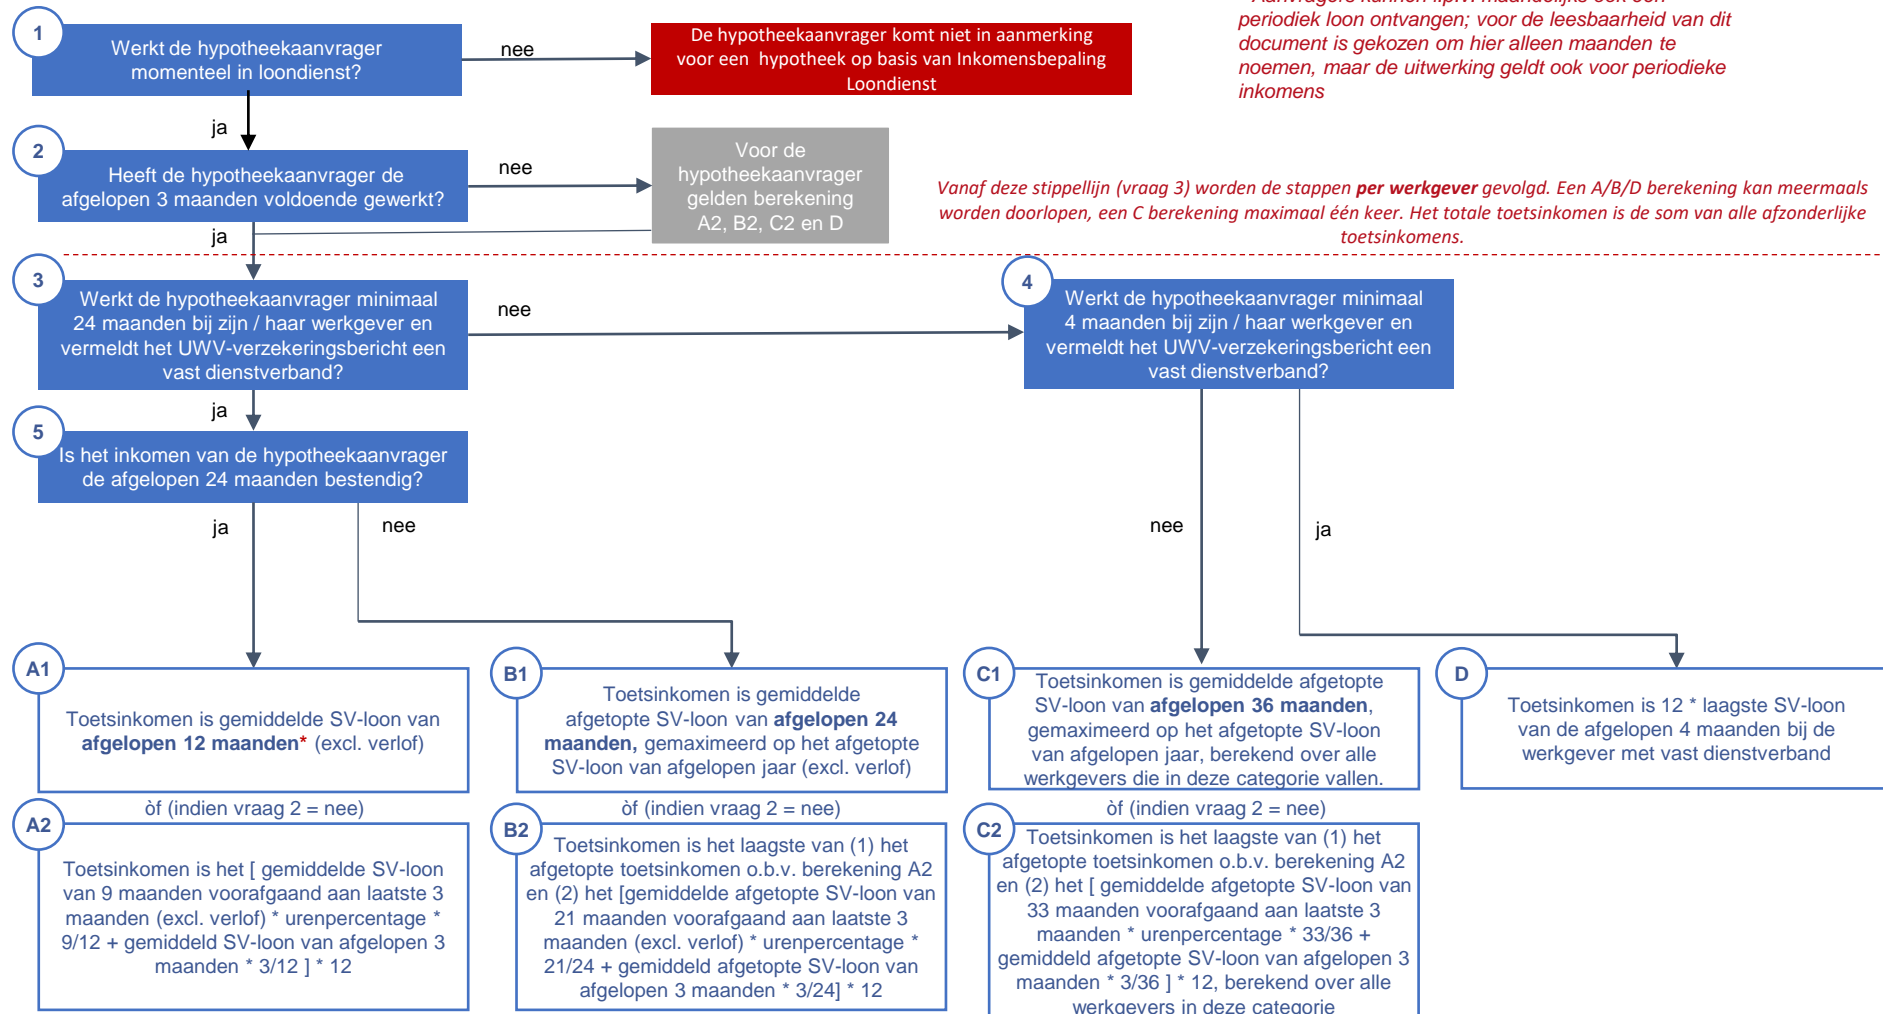 * Aanvragers kunnen i.p.v. maandelijks ook een
periodiek loon ontvangen; voor de leesbaarheid van dit
document is gekozen om hier alleen maanden te
noemen, maar de uitwerking geldt ook voor periodieke
inkomens
1
Werkt de hypotheekaanvrager
momenteel in loondienst?
nee
De hypotheekaanvrager komt niet in aanmerking
voor een hypotheek op basis van Inkomensbepaling
Loondienst
ja
2
Heeft de hypotheekaanvrager de
afgelopen 3 maanden voldoende gewerkt?
nee
Voor de
hypotheekaanvrager
gelden berekening
A2, B2, C2 en D
ja
Vanaf deze stippellijn (vraag 3) worden de stappen per werkgever gevolgd. Een A/B/D berekening kan meermaals
worden doorlopen, een C berekening maximaal één keer. Het totale toetsinkomen is de som van alle afzonderlijke
toetsinkomens.
3
Werkt de hypotheekaanvrager minimaal
24 maanden bij zijn / haar werkgever en
vermeldt het UWV-verzekeringsbericht een
vast dienstverband?
nee
4
Werkt de hypotheekaanvrager minimaal
4 maanden bij zijn / haar werkgever en
vermeldt het UWV-verzekeringsbericht een
vast dienstverband?
ja
5
Is het inkomen van de hypotheekaanvrager
de afgelopen 24 maanden bestendig?
ja
nee
nee
ja
A1
Toetsinkomen is gemiddelde SV-loon van
afgelopen 12 maanden* (excl. verlof)
B1
Toetsinkomen is gemiddelde
afgetopte SV-loon van afgelopen 24
maanden, gemaximeerd op het afgetopte
SV-loon van afgelopen jaar (excl. verlof)
C1
Toetsinkomen is gemiddelde afgetopte
SV-loon van afgelopen 36 maanden,
gemaximeerd op het afgetopte SV-loon
van afgelopen jaar, berekend over alle
werkgevers die in deze categorie vallen.
D
Toetsinkomen is 12 * laagste SV-loon
van de afgelopen 4 maanden bij de
werkgever met vast dienstverband
òf (indien vraag 2 = nee)
òf (indien vraag 2 = nee)
òf (indien vraag 2 = nee)
A2
Toetsinkomen is het [ gemiddelde SV-loon
van 9 maanden voorafgaand aan laatste 3
maanden (excl. verlof) * urenpercentage *
9/12 + gemiddeld SV-loon van afgelopen 3
maanden * 3/12 ] * 12
B2
Toetsinkomen is het laagste van (1) het
afgetopte toetsinkomen o.b.v. berekening A2
en (2) het [gemiddelde afgetopte SV-loon van
21 maanden voorafgaand aan laatste 3
maanden (excl. verlof) * urenpercentage *
21/24 + gemiddeld afgetopte SV-loon van
afgelopen 3 maanden * 3/24] * 12
C2
Toetsinkomen is het laagste van (1) het
afgetopte toetsinkomen o.b.v. berekening A2
en (2) het [ gemiddelde afgetopte SV-loon van
33 maanden voorafgaand aan laatste 3
maanden * urenpercentage * 33/36 +
gemiddeld afgetopte SV-loon van afgelopen 3
maanden * 3/36 ] * 12, berekend over alle
werkgevers in deze categorie